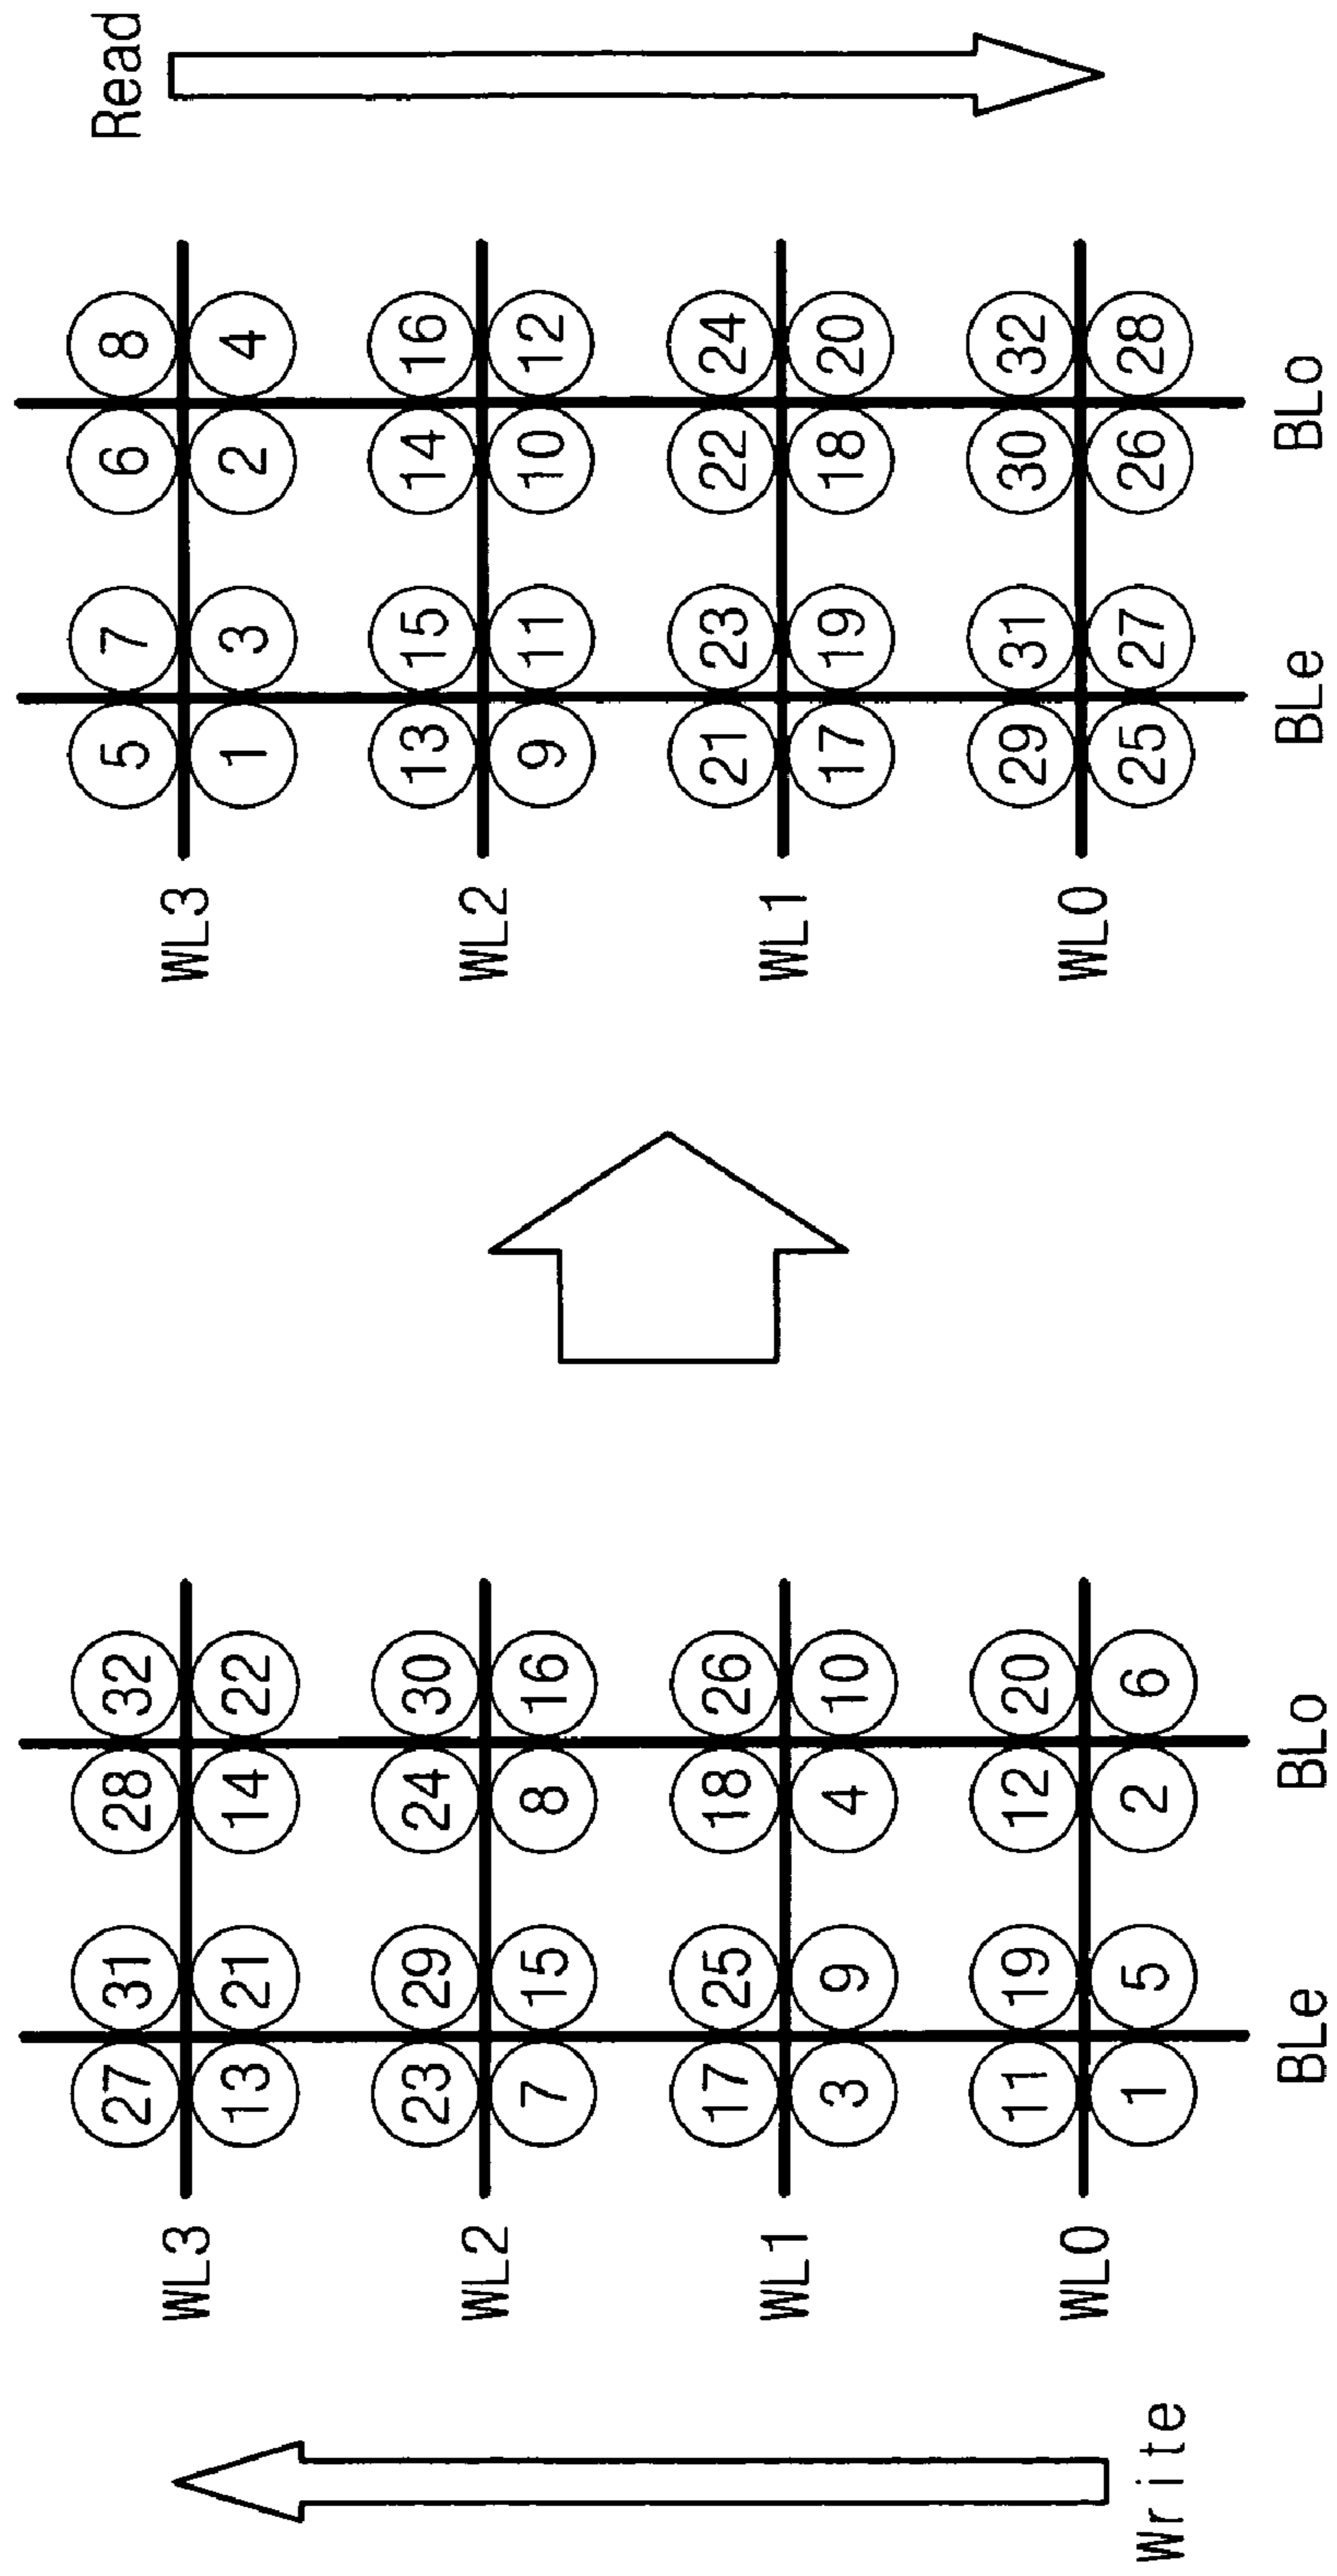 27 31 28 32 5 7 6 8 Read
WL3 WL3
13 21 14 22 1 3 2 4
23 29 24 30 13 15 14 16
WL2 WL2
7 15 8 16 9 11 10 12
17 25 18 26 21 23 22 24
WL1 WL1
3 9 4 10 17 19 18 20
11 19 12 20 29 31 30 32
WL0 WL0
Write 1 5 2 6 25 27 26 28
BLe BLo BLe BLo